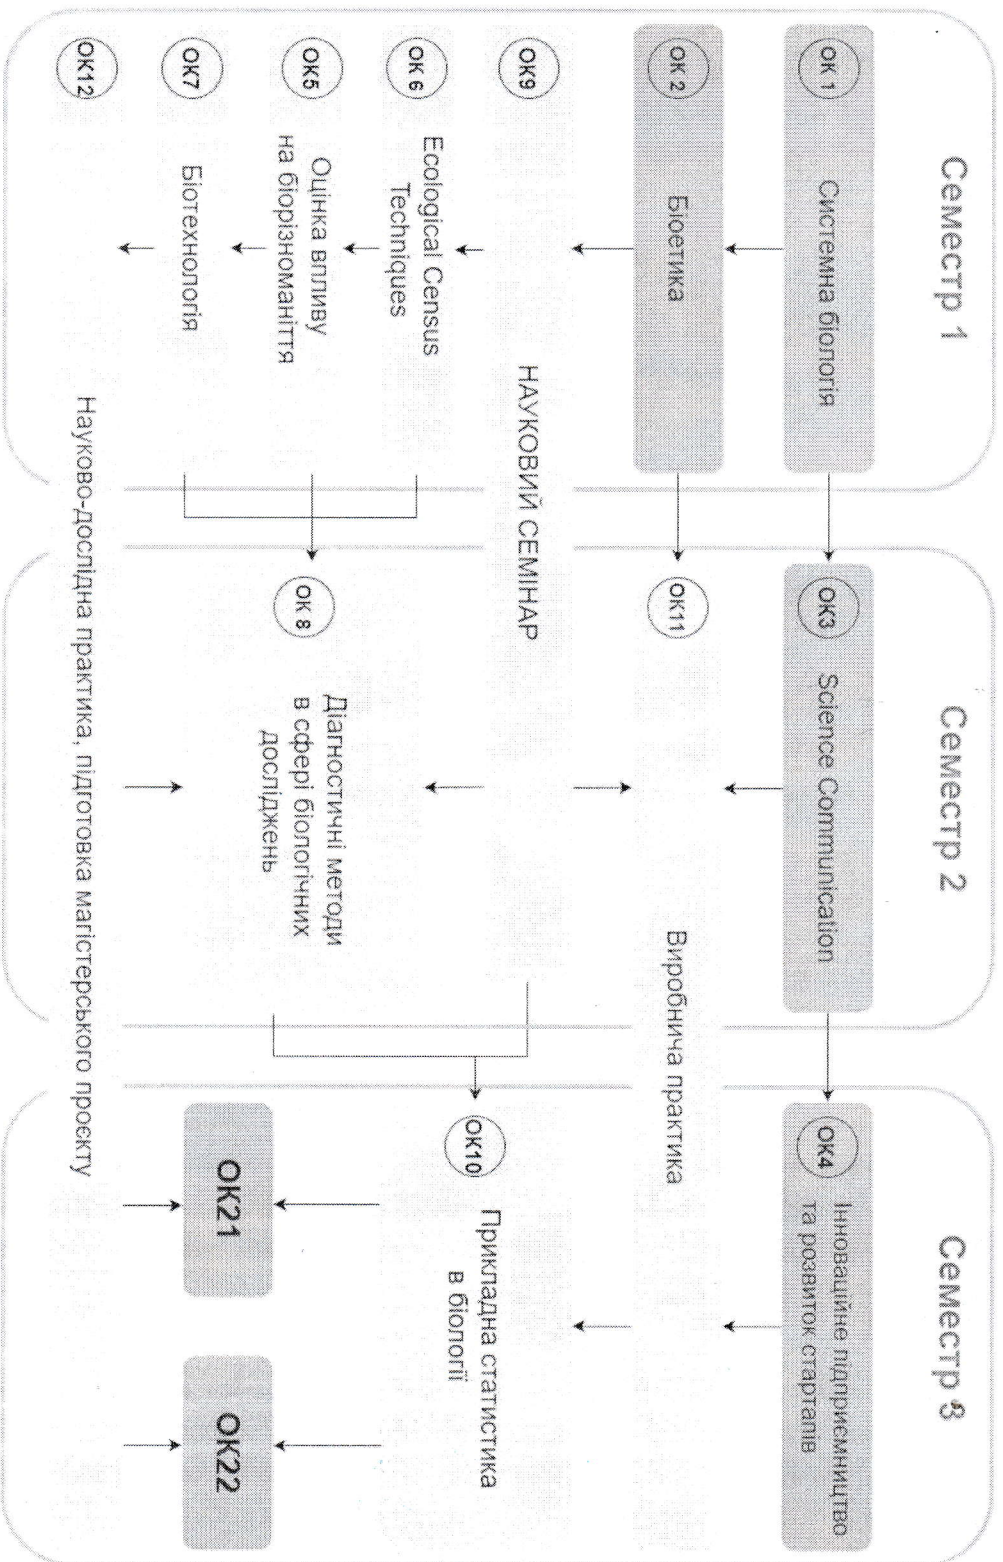 Семестр 1
ОК 1
Системна біологія
ОК 2
Біоетика
ОК9
НАУКОВИЙ СЕМІНАР
ОК 6
Ecological Census
Techniques
ОК5
Оцінка впливу
на біорізноманіття
ОК7
Біотехнологія
ОК12
Науково-дослідна практика, підготовка магістерського проєкту
Семестр 2
ОК3
Science Communication
ОК11
Виробнича практика
ОК 8
Діагностичні методи
в сфері біологічних
досліджень
Семестр 3
ОК4
Інноваційне підприємництво
та розвиток стартапів
ОК10
Прикладна статистика
в біології
ОК21
ОК22